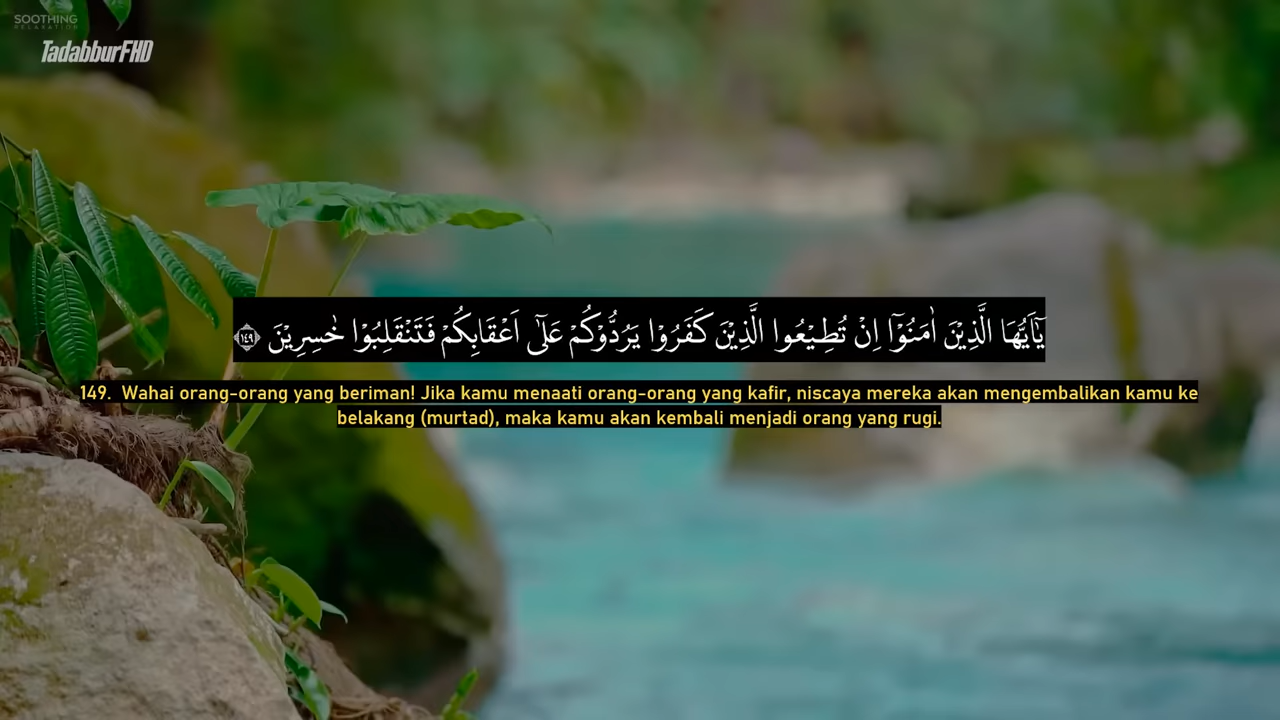 SOOTHING
RELAXATION
TadabburFHD
يٰٓاَيُّهَا الَّذِيْنَ اٰمَنُوْٓا اِنْ تُطِيْعُوا الَّذِيْنَ كَفَرُوْا يَرُدُّوْكُمْ عَلٰٓى اَعْقَابِكُمْ فَتَنْقَلِبُوْا خٰسِرِيْنَ ۝١٤٩
149. Wahai orang-orang yang beriman! Jika kamu menaati orang-orang yang kafir, niscaya mereka akan mengembalikan kamu ke
belakang (murtad), maka kamu akan kembali menjadi orang yang rugi.